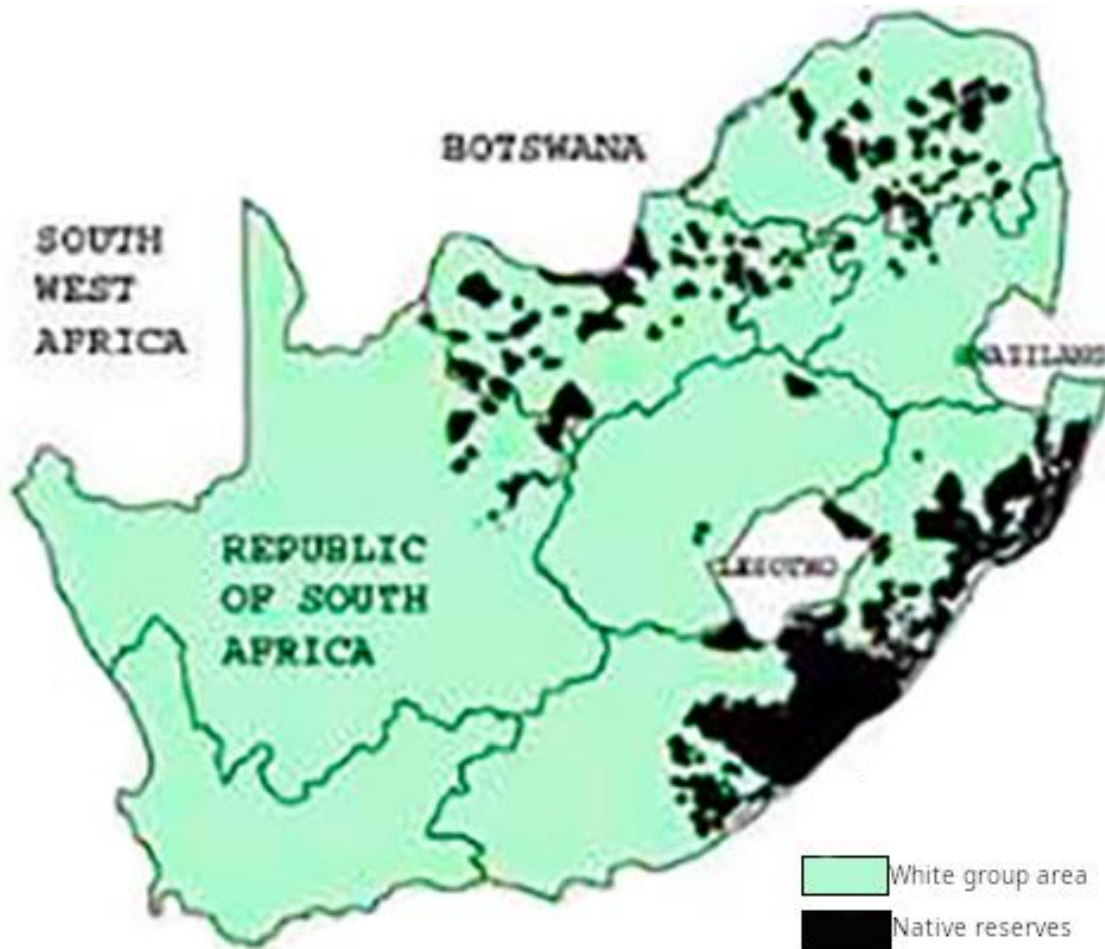 BOTSWANA
SOUTH
WEST
AFRICA
REPUBLIC
OF SOUTH
AFRICA
LESOTHO
White group area
Native reserves